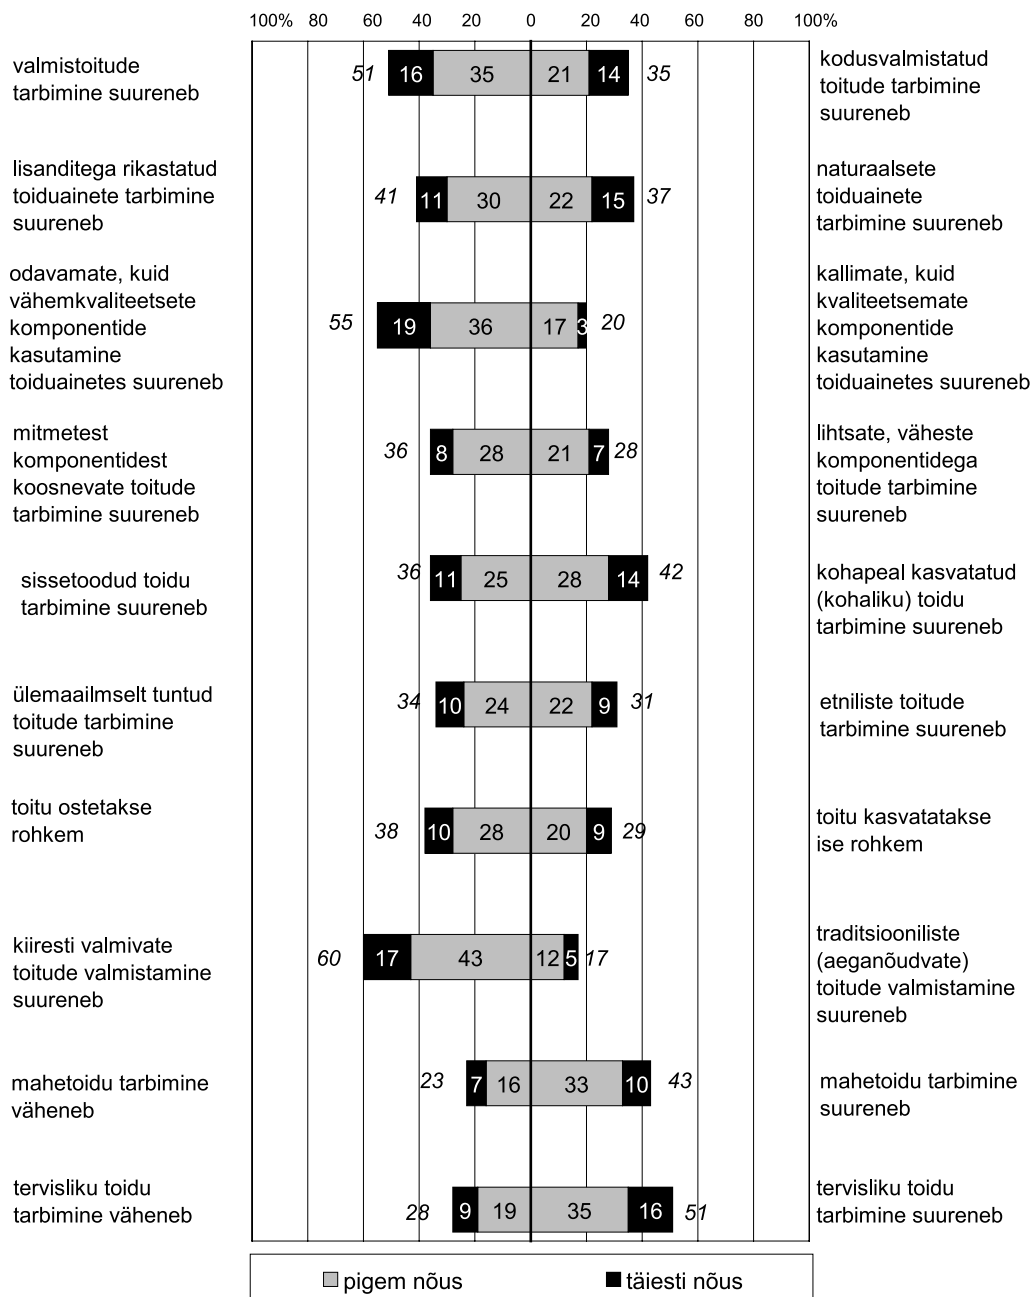 100% 80 60 40 20 0 20 40 60 80 100%
valmistoitude
tarbimine suureneb
51 16 35 21 14 35
kodusvalmistatud
toitude tarbimine
suureneb
lisanditega rikastatud
toiduainete tarbimine
suureneb
41 11 30 22 15 37
naturaalsete
toiduainete
tarbimine suureneb
odavamate, kuid
vähemkvaliteetsete
komponentide
kasutamine
toiduainetes suureneb
55 19 36 17 3 20
kallimate, kuid
kvaliteetsemate
komponentide
kasutamine
toiduainetes suureneb
mitmetest
komponentidest
koosnevate toitude
tarbimine suureneb
36 8 28 21 7 28
lihtsate, väheste
komponentidega
toitude tarbimine
suureneb
sissetoodud toidu
tarbimine suureneb
36 11 25 28 14 42
kohapeal kasvatatud
(kohaliku) toidu
tarbimine suureneb
ülemaailmselt tuntud
toitude tarbimine
suureneb
34 10 24 22 9 31
etniliste toitude
tarbimine suureneb
toitu ostetakse
rohkem
38 10 28 20 9 29
toitu kasvatatakse
ise rohkem
kiiresti valmivate
toitude valmistamine
suureneb
60 17 43 12 5 17
traditsiooniliste
(aeganõudvate)
toitude valmistamine
suureneb
mahetoidu tarbimine
väheneb
23 7 16 33 10 43
mahetoidu tarbimine
suureneb
tervisliku toidu
tarbimine väheneb
28 9 19 35 16 51
tervisliku toidu
tarbimine suureneb
pigem nõus täiesti nõus